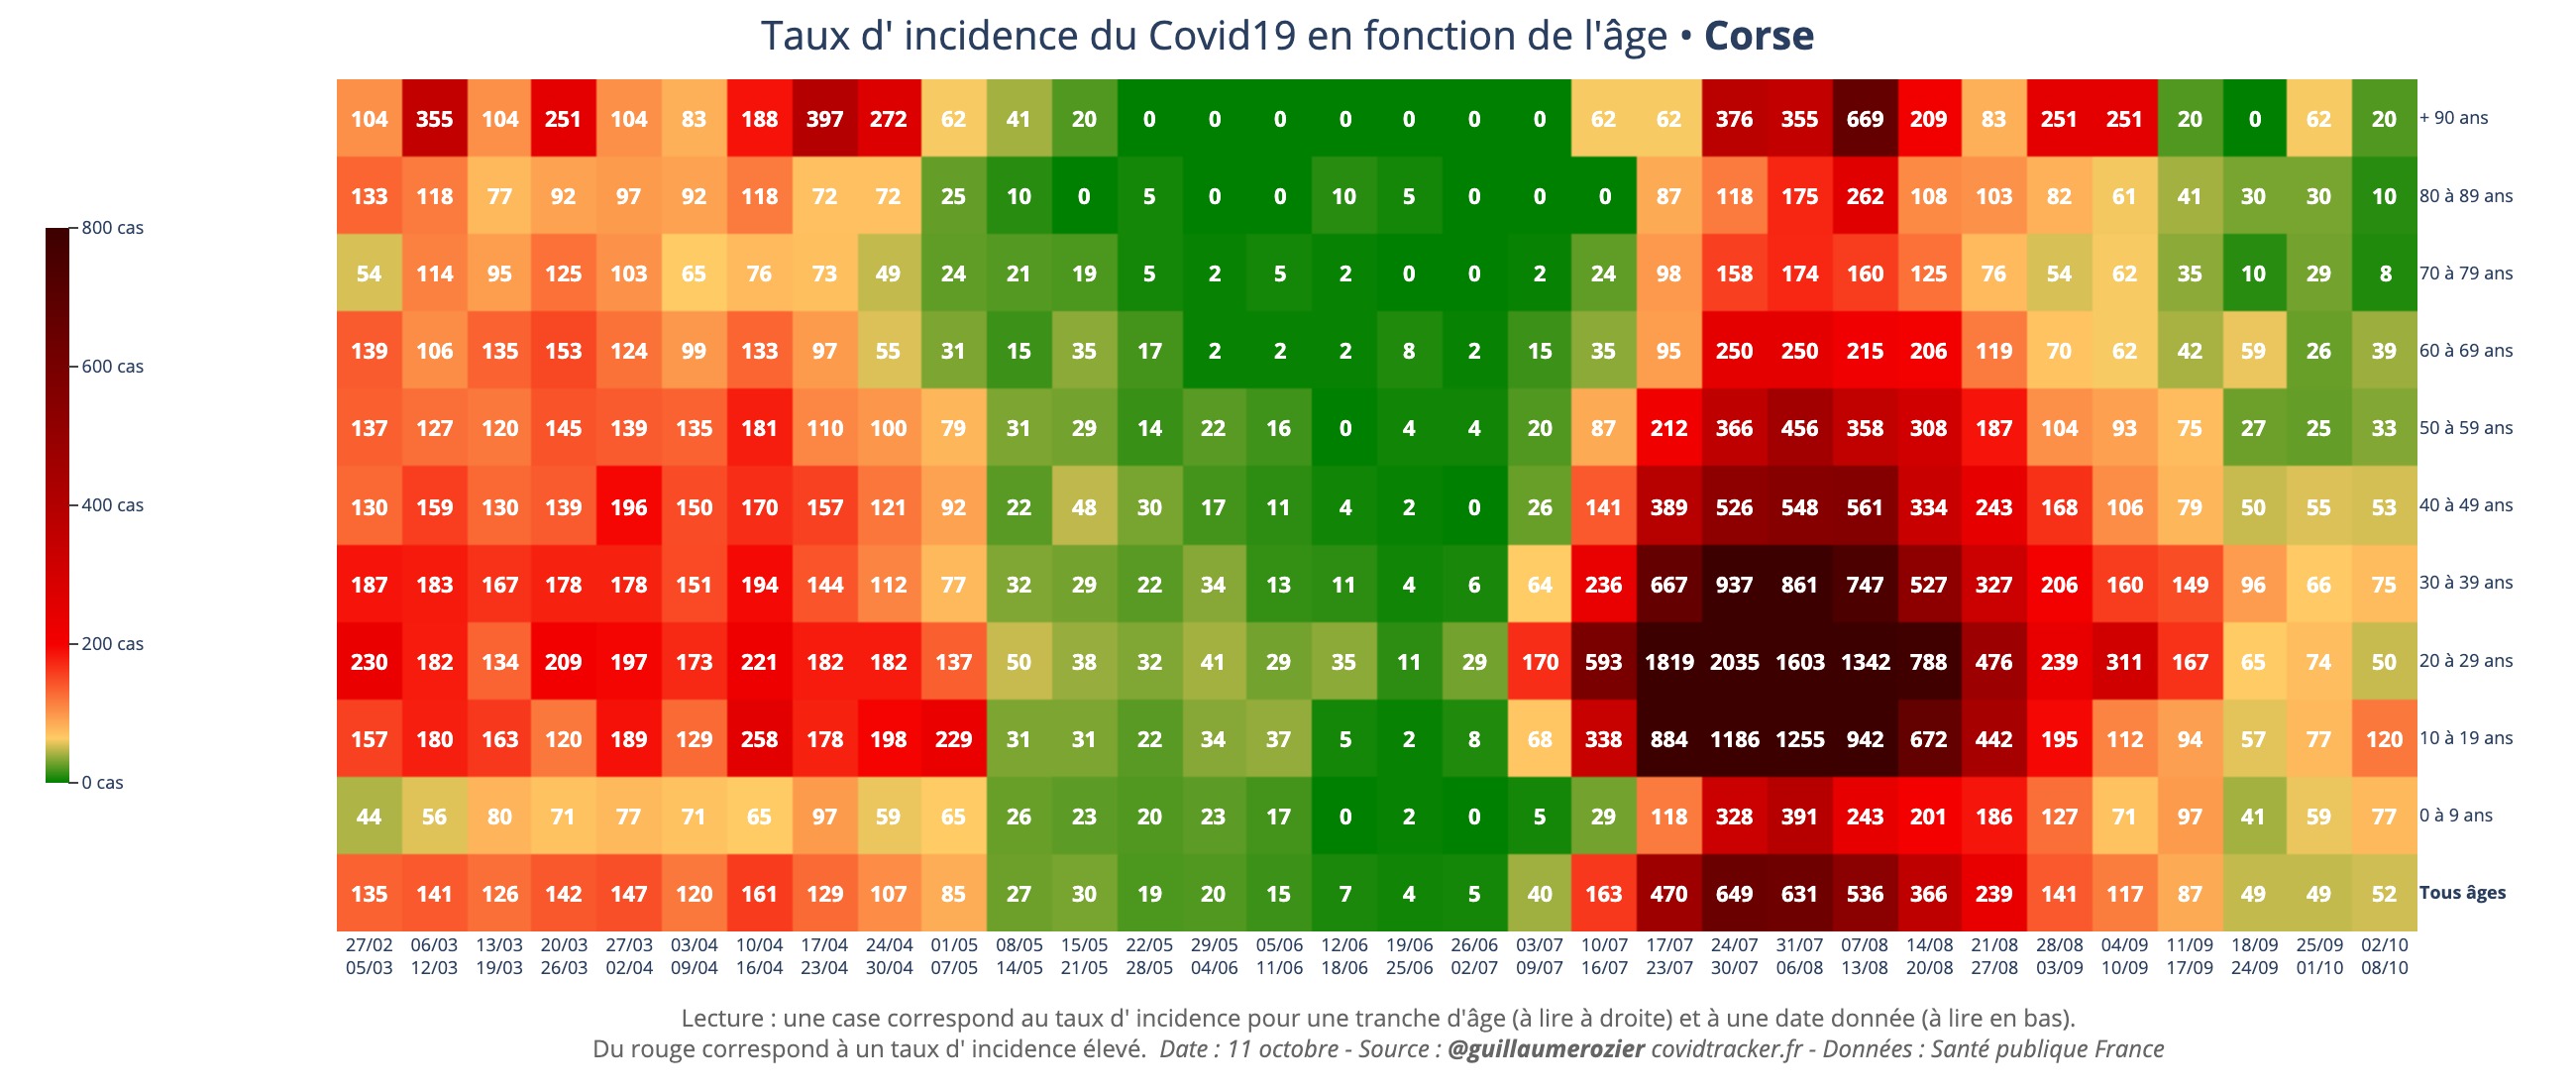 Taux d' incidence du Covid19 en fonction de l'âge • Corse
104 355 104 251 104 83 188 397 272 62 41 20 0 0 0 0 0 0 0 62 62 376 355 669 209 83 251 251 20 0 62 20 + 90 ans
133 118 77 92 97 92 118 72 72 25 10 0 5 0 0 10 5 0 0 0 87 118 175 262 108 103 82 61 41 30 30 10 80 à 89 ans
800 cas
54 114 95 125 103 65 76 73 49 24 21 19 5 2 5 2 0 0 2 24 98 158 174 160 125 76 54 62 35 10 29 8 70 à 79 ans
139 106 135 153 124 99 133 97 55 31 15 35 17 2 2 2 8 2 15 35 95 250 250 215 206 119 70 62 42 59 26 39 60 à 69 ans
600 cas
137 127 120 145 139 135 181 110 100 79 31 29 14 22 16 0 4 4 20 87 212 366 456 358 308 187 104 93 75 27 25 33 50 à 59 ans
400 cas
130 159 130 139 196 150 170 157 121 92 22 48 30 17 11 4 2 0 26 141 389 526 548 561 334 243 168 106 79 50 55 53 40 à 49 ans
187 183 167 178 178 151 194 144 112 77 32 29 22 34 13 11 4 6 64 236 667 937 861 747 527 327 206 160 149 96 66 75 30 à 39 ans
200 cas
230 182 134 209 197 173 221 182 182 137 50 38 32 41 29 35 11 29 170 593 1819 2035 1603 1342 788 476 239 311 167 65 74 50 20 à 29 ans
157 180 163 120 189 129 258 178 198 229 31 31 22 34 37 5 2 8 68 338 884 1186 1255 942 672 442 195 112 94 57 77 120 10 à 19 ans
0 cas
44 56 80 71 77 71 65 97 59 65 26 23 20 23 17 0 2 0 5 29 118 328 391 243 201 186 127 71 97 41 59 77 0 à 9 ans
135 141 126 142 147 120 161 129 107 85 27 30 19 20 15 7 4 5 40 163 470 649 631 536 366 239 141 117 87 49 49 52 Tous âges
27/02 06/03 13/03 20/03 27/03 03/04 10/04 17/04 24/04 01/05 08/05 15/05 22/05 29/05 05/06 12/06 19/06 26/06 03/07 10/07 17/07 24/07 31/07 07/08 14/08 21/08 28/08 04/09 11/09 18/09 25/09 02/10
05/03 12/03 19/03 26/03 02/04 09/04 16/04 23/04 30/04 07/05 14/05 21/05 28/05 04/06 11/06 18/06 25/06 02/07 09/07 16/07 23/07 30/07 06/08 13/08 20/08 27/08 03/09 10/09 17/09 24/09 01/10 08/10
Lecture : une case correspond au taux d' incidence pour une tranche d'âge (à lire à droite) et à une date donnée (à lire en bas).
Du rouge correspond à un taux d' incidence élevé. Date : 11 octobre - Source : @guillaumerozier covidtracker.fr - Données : Santé publique France